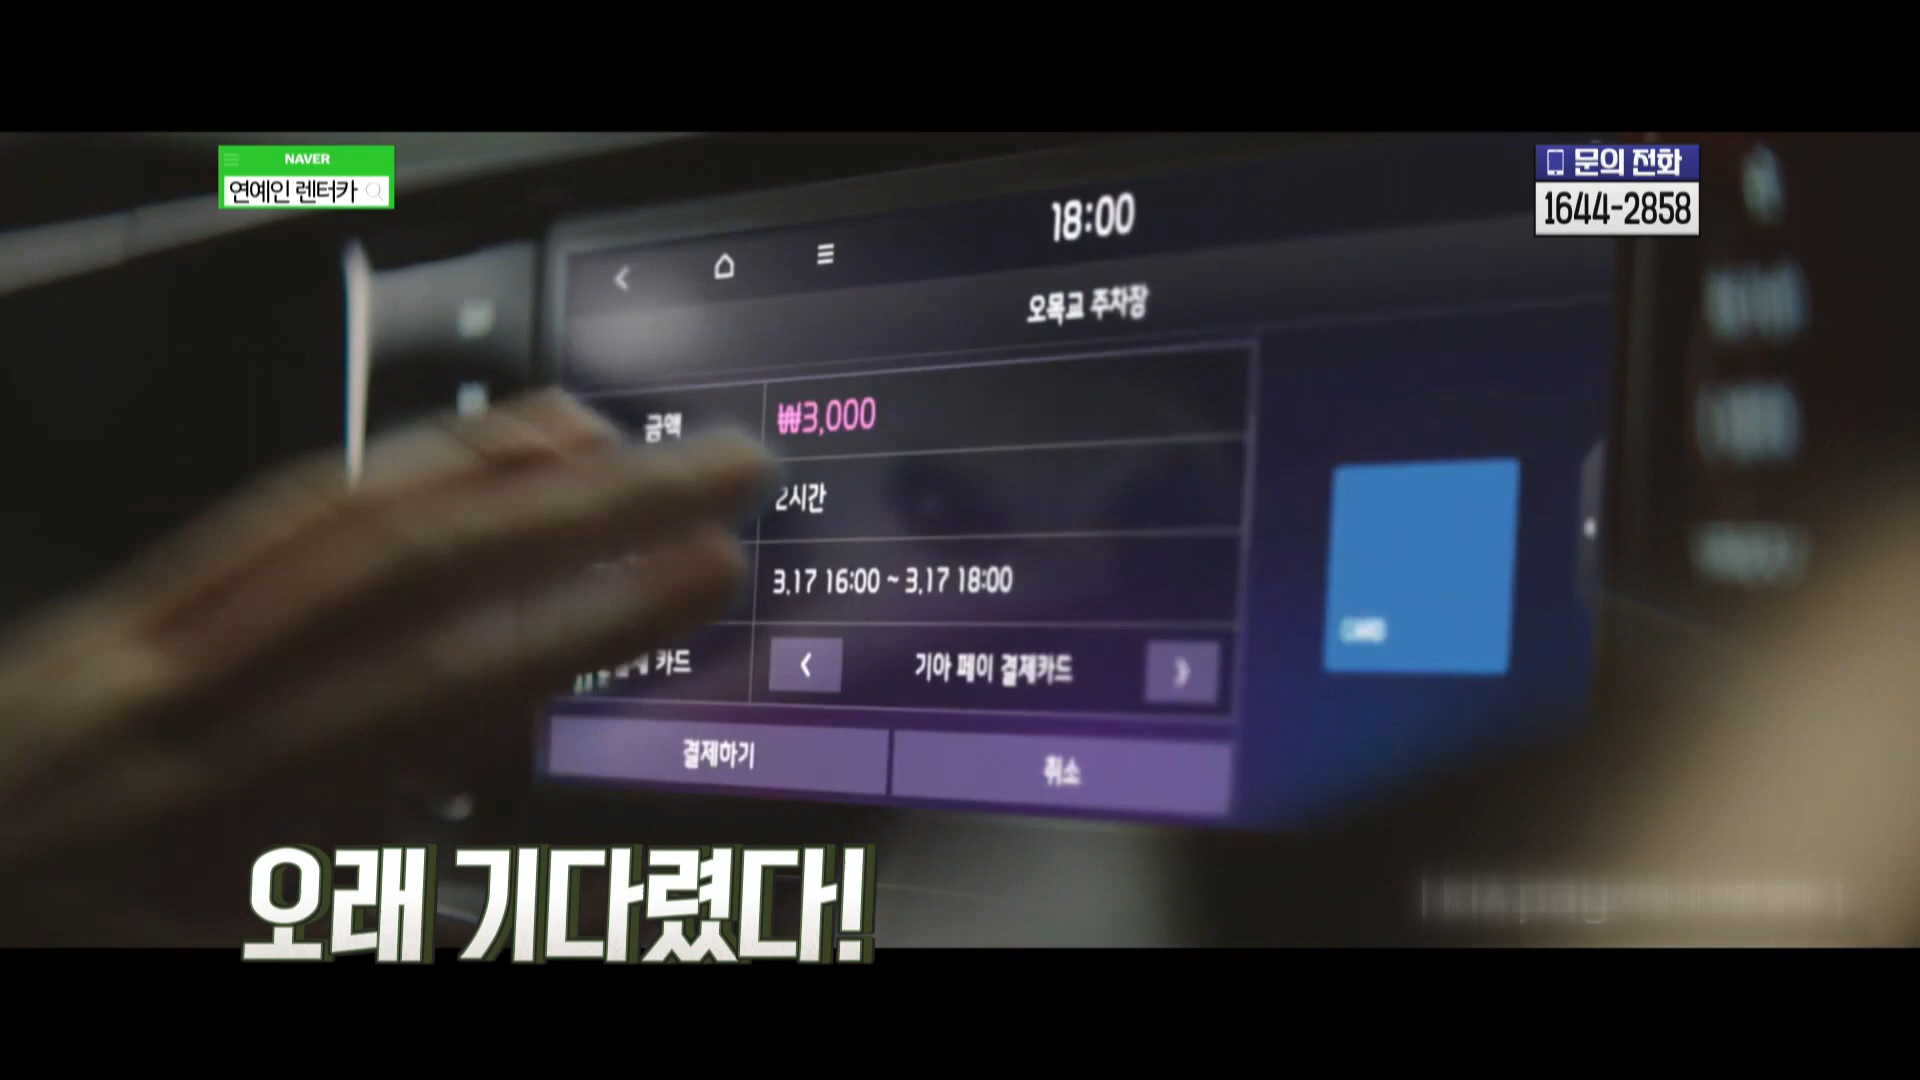 NAVER
연예인 렌터카
문의 전화
1644-2858
18:00
오목교 주차장
금액
₩3,000
2시간
3.17 16:00 ~ 3.17 18:00
카드
기아 페이 결제카드
결제하기
취소
오래 기다렸다!